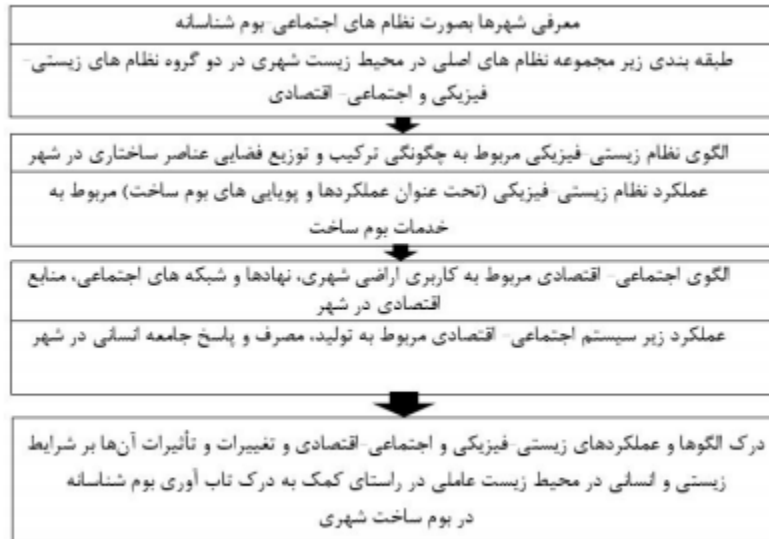 معرفی شهرها بصورت نظام های اجتماعی-بوم شناسانه
طبقه بندی زیر مجموعه نظام های اصلی در محیط زیست شهری در دو گروه نظام های زیستی-
فیزیکی و اجتماعی- اقتصادی
الگوی نظام زیستی-فیزیکی مربوط به چگونگی ترکیب و توزیع فضایی عناصر ساختاری در شهر
عملکرد نظام زیستی-فیزیکی (تحت عنوان عملکردها و پویایی های بوم ساخت) مربوط به
خدمات بوم ساخت
الگوی اجتماعی- اقتصادی مربوط به کاربری اراضی شهری، نهادها و شبکه های اجتماعی، منابع
اقتصادی در شهر
عملکرد زیر سیستم اجتماعی- اقتصادی مربوط به تولید، مصرف و پاسخ جامعه انسانی در شهر
درک الگوها و عملکردهای زیستی-فیزیکی و اجتماعی-اقتصادی و تغییرات و تأثیرات آن‌ها بر شرایط
زیستی و انسانی در محیط زیست عاملی در راستای کمک به درک تاب آوری بوم شناسانه
در بوم ساخت شهری